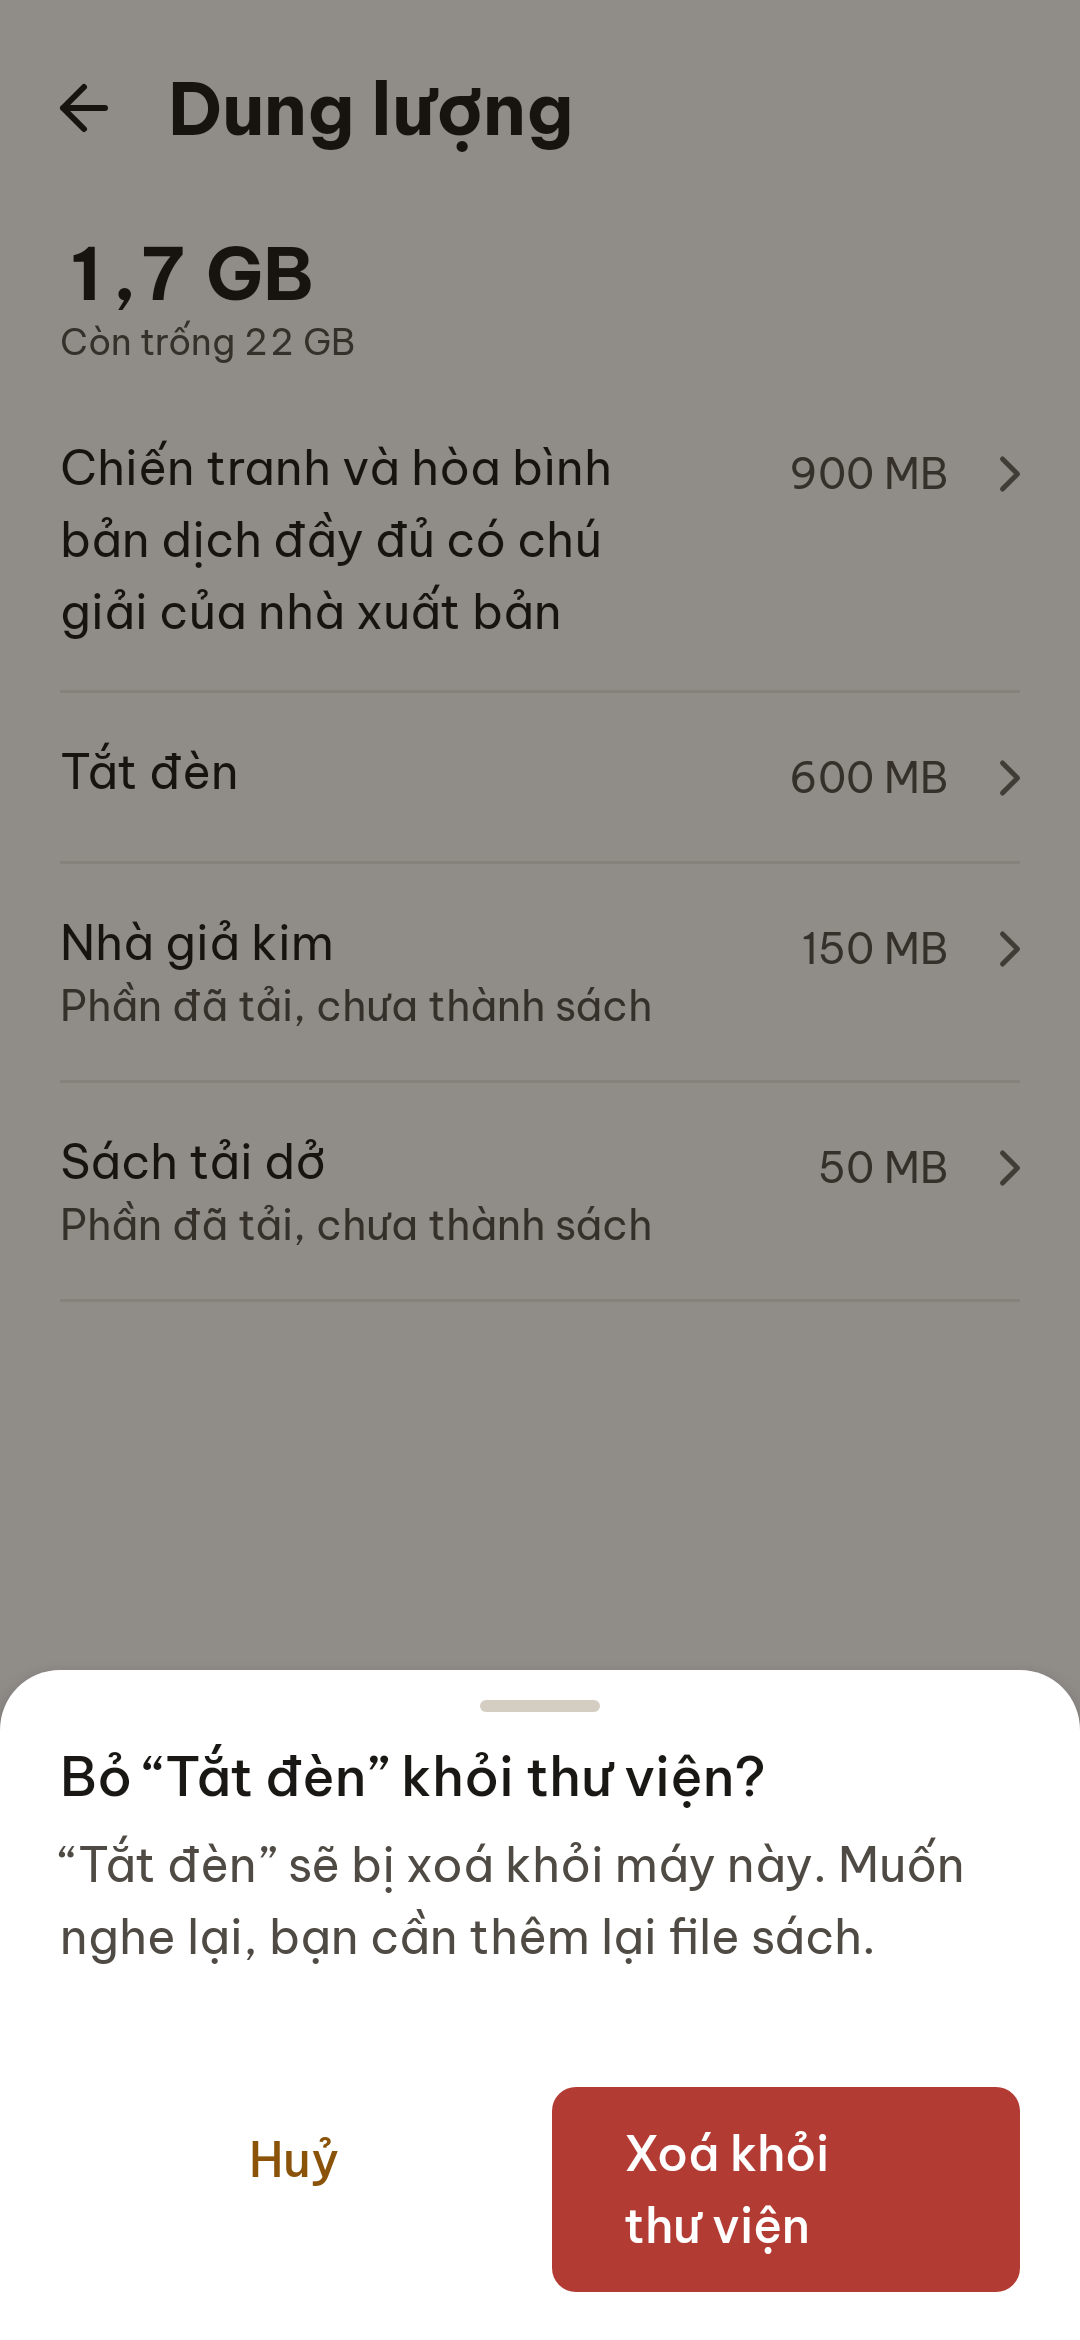 Dung lượng
1,7 GB
Còn trống 22 GB
Chiến tranh và hòa bình
bản dịch đầy đủ có chú
giải của nhà xuất bản
900 MB
Tắt đèn
600 MB
Nhà giả kim
150 MB
Phần đã tải, chưa thành sách
Sách tải dở
50 MB
Phần đã tải, chưa thành sách
Bỏ “Tắt đèn” khỏi thư viện?
“Tắt đèn” sẽ bị xoá khỏi máy này. Muốn
nghe lại, bạn cần thêm lại file sách.
Huỷ
Xoá khỏi
thư viện